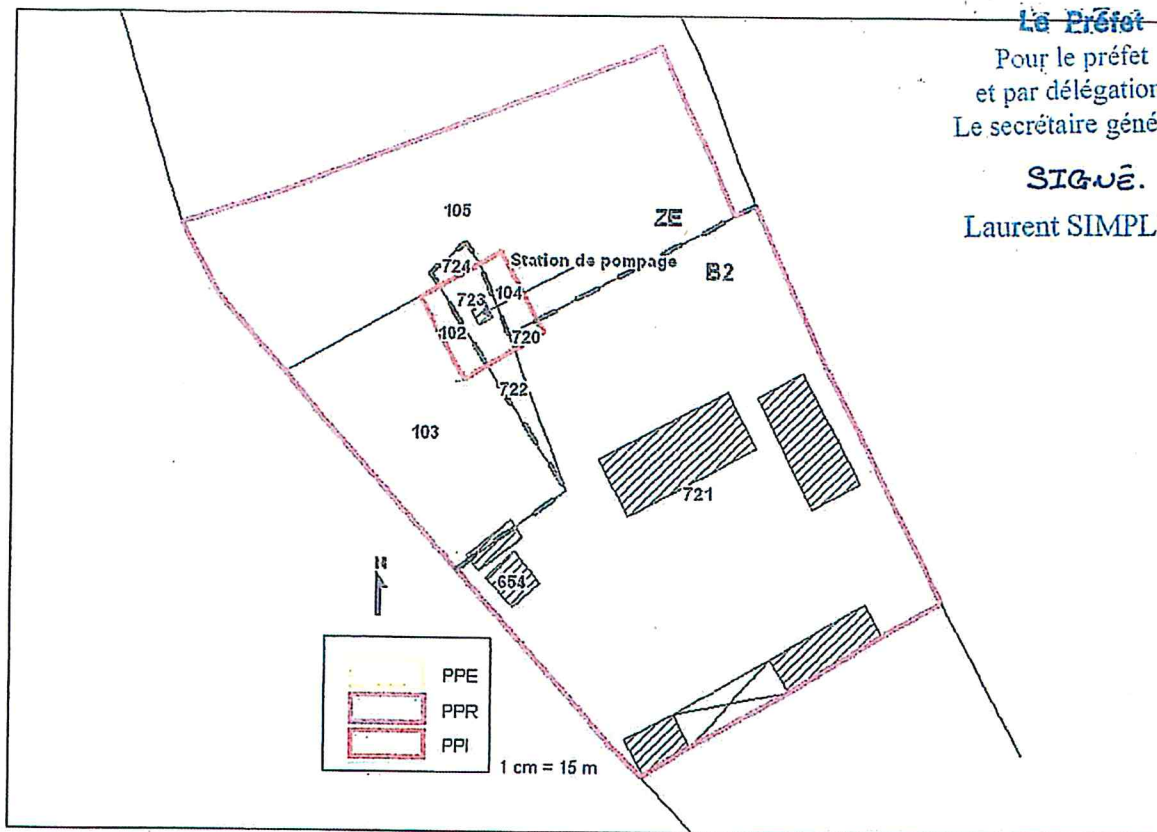 Le Préfet
Pour le préfet
et par délégation
Le secrétaire géné
SIGNÉ.
Laurent SIMPL
105
ZE
724
Station de pompage
B2
723
104
102
720
722
103
721
N
654
PPE
PPR
PPI
1 cm = 15 m